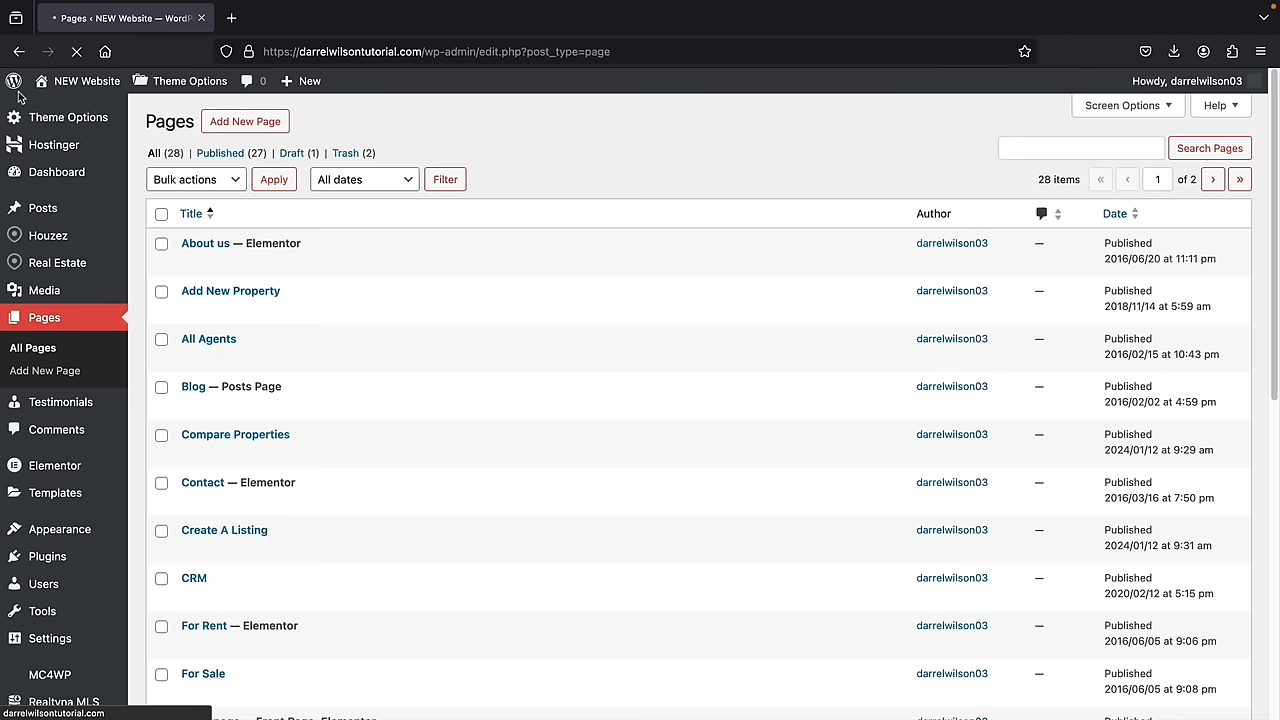 Pages ‹ NEW Website — WordP
https://darrelwilsontutorial.com/wp-admin/edit.php?post_type=page
NEW Website Theme Options 0 New Howdy, darrelwilson03
Theme Options
Hostinger
Dashboard
Posts
Houzez
Real Estate
Media
Pages
All Pages
Add New Page
Testimonials
Comments
Elementor
Templates
Appearance
Plugins
Users
Tools
Settings
MC4WP
Realtyna MLS
darrelwilsontutorial.com
Screen Options Help
Pages Add New Page
All (28) | Published (27) | Draft (1) | Trash (2)
Search Pages
Bulk actions Apply All dates Filter 28 items « ‹ 1 of 2 › »
Title Author Date
About us — Elementor darrelwilson03 — Published
2016/06/20 at 11:11 pm
Add New Property darrelwilson03 — Published
2018/11/14 at 5:59 am
All Agents darrelwilson03 — Published
2016/02/15 at 10:43 pm
Blog — Posts Page darrelwilson03 — Published
2016/02/02 at 4:59 pm
Compare Properties darrelwilson03 — Published
2024/01/12 at 9:29 am
Contact — Elementor darrelwilson03 — Published
2016/03/16 at 7:50 pm
Create A Listing darrelwilson03 — Published
2024/01/12 at 9:31 am
CRM darrelwilson03 — Published
2020/02/12 at 5:15 pm
For Rent — Elementor darrelwilson03 — Published
2016/06/05 at 9:06 pm
For Sale darrelwilson03 — Published
2016/06/05 at 9:08 pm